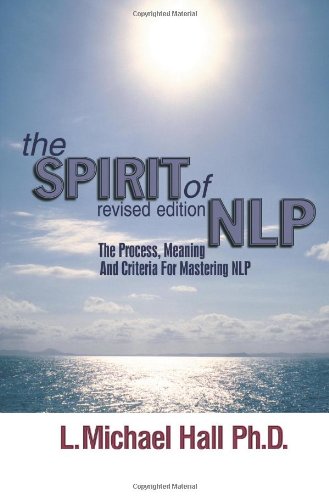 Copyrighted Material
the
SPIRIT of
revised edition NLP
The Process, Meaning
And Criteria For Mastering NLP
L.Michael Hall Ph.D.
Copyrighted Material